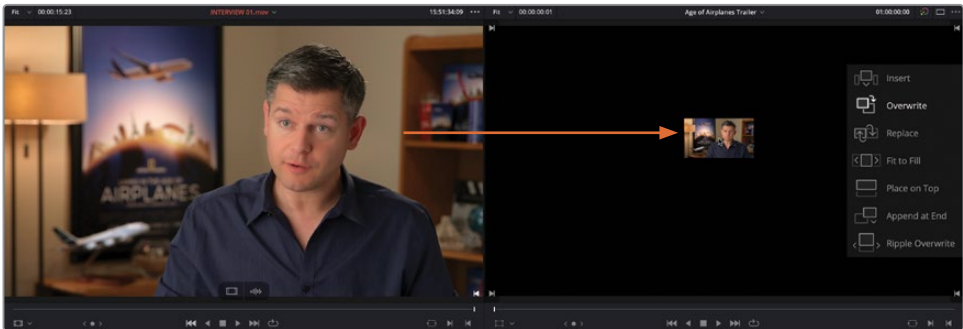 Fit 00:00:15:23 INTERVIEW 01.mov 15:51:34:09
Fit 00:00:00:01 Age of Airplanes Trailer 01:00:00:00
AIRPLANES
Insert
Overwrite
Replace
Fit to Fill
Place on Top
Append at End
Ripple Overwrite